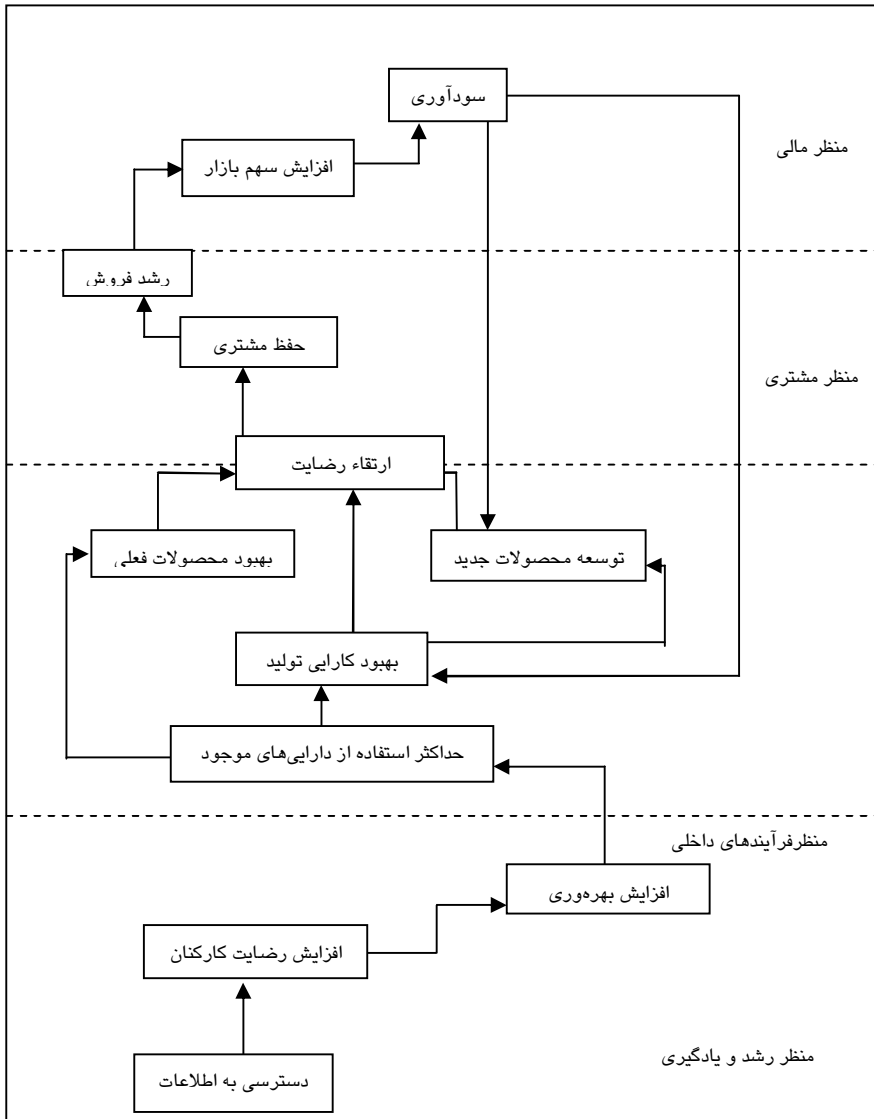 سودآوری
افزایش سهم بازار
منظر مالی
رشد فروش
حفظ مشتری
منظر مشتری
ارتقاء رضایت
بهبود محصولات فعلی
توسعه محصولات جدید
بهبود کارایی تولید
حداکثر استفاده از دارایی‌های موجود
منظرفرآیندهای داخلی
افزایش بهره‌وری
افزایش رضایت کارکنان
منظر رشد و یادگیری
دسترسی به اطلاعات